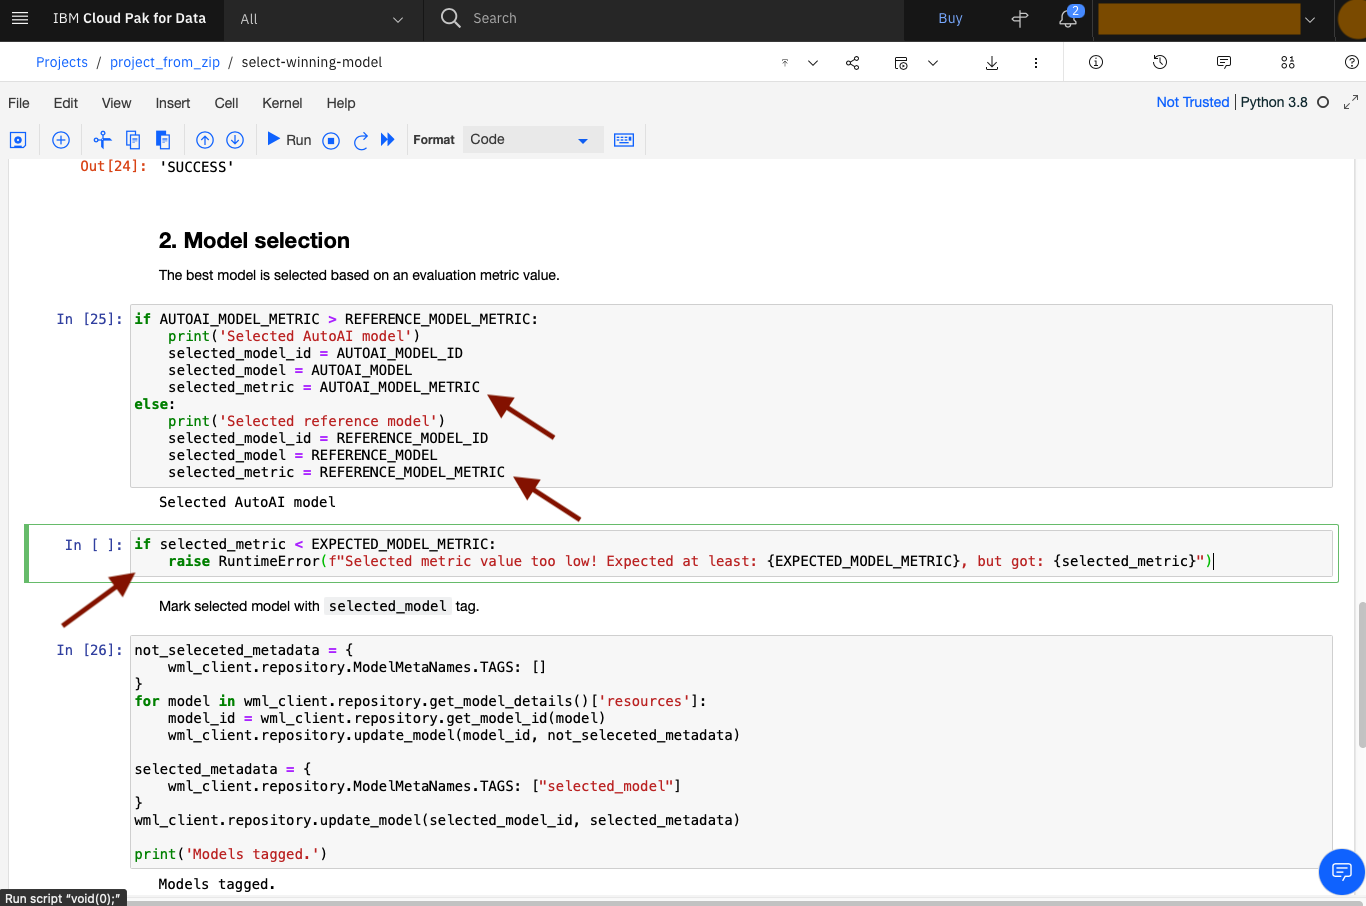 IBM Cloud Pak for Data
All
Search
Buy
2
Projects / project_from_zip / select-winning-model
File Edit View Insert Cell Kernel Help
Not Trusted | Python 3.8
Run
Format
Code
Out[24]: 'SUCCESS'
2. Model selection
The best model is selected based on an evaluation metric value.
In [25]: if AUTOAI_MODEL_METRIC > REFERENCE_MODEL_METRIC:
print('Selected AutoAI model')
selected_model_id = AUTOAI_MODEL_ID
selected_model = AUTOAI_MODEL
selected_metric = AUTOAI_MODEL_METRIC
else:
print('Selected reference model')
selected_model_id = REFERENCE_MODEL_ID
selected_model = REFERENCE_MODEL
selected_metric = REFERENCE_MODEL_METRIC
Selected AutoAI model
In [ ]: if selected_metric < EXPECTED_MODEL_METRIC:
raise RuntimeError(f"Selected metric value too low! Expected at least: {EXPECTED_MODEL_METRIC}, but got: {selected_metric}")
Mark selected model with selected_model tag.
In [26]: not_seleceted_metadata = {
wml_client.repository.ModelMetaNames.TAGS: []
}
for model in wml_client.repository.get_model_details()['resources']:
model_id = wml_client.repository.get_model_id(model)
wml_client.repository.update_model(model_id, not_seleceted_metadata)
selected_metadata = {
wml_client.repository.ModelMetaNames.TAGS: ["selected_model"]
}
wml_client.repository.update_model(selected_model_id, selected_metadata)
print('Models tagged.')
Models tagged.
Run script "void(0);"